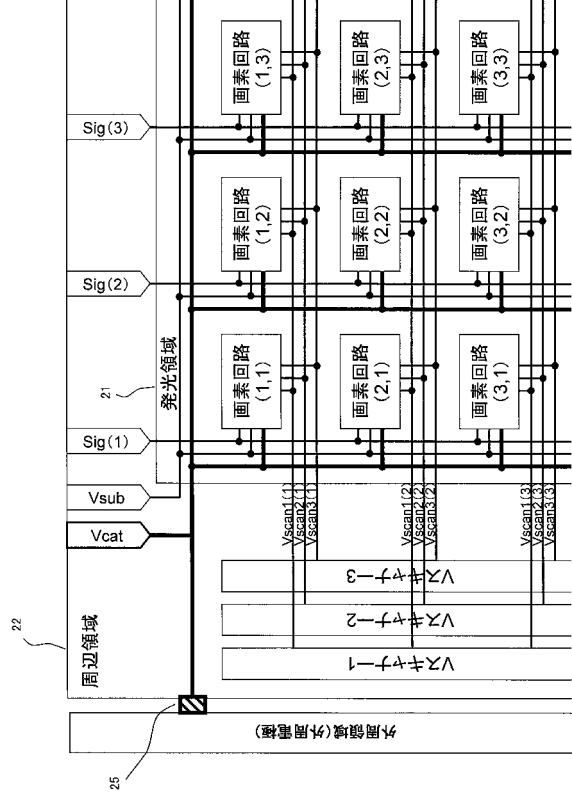 Sig(3)
Sig(2)
Sig(1)
Vsub
Vcat
21
発光領域
22
周辺領域
25
画素回路
(1,3)
画素回路
(2,3)
画素回路
(3,3)
画素回路
(1,2)
画素回路
(2,2)
画素回路
(3,2)
画素回路
(1,1)
画素回路
(2,1)
画素回路
(3,1)
Vscan1(1)
Vscan2(1)
Vscan3(1)
Vscan1(2)
Vscan2(2)
Vscan3(2)
Vscan1(3)
Vscan2(3)
Vscan3(3)
Vスキャナー3
Vスキャナー2
Vスキャナー1
外周領域(外周電極)